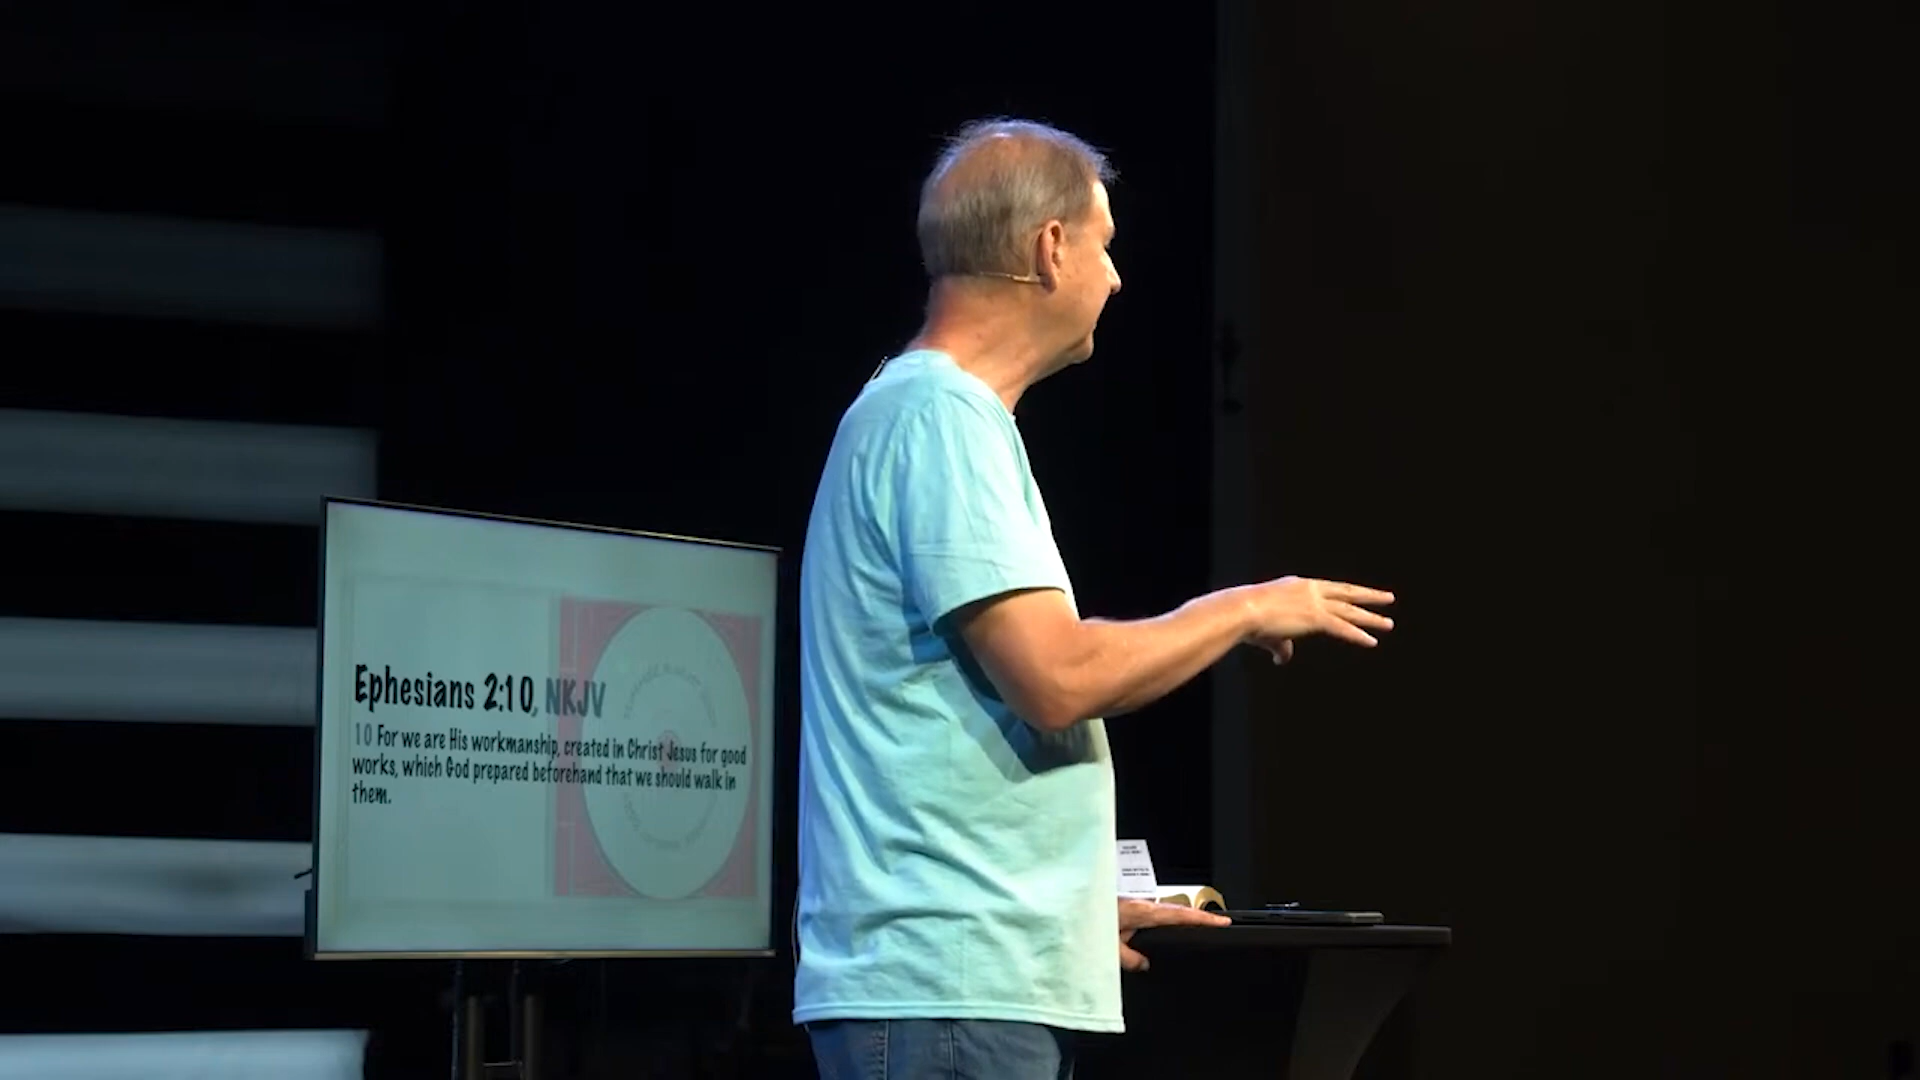 Ephesians 2:10, NKJV
10 For we are His workmanship, created in Christ Jesus for good
works, which God prepared beforehand that we should walk in
them.